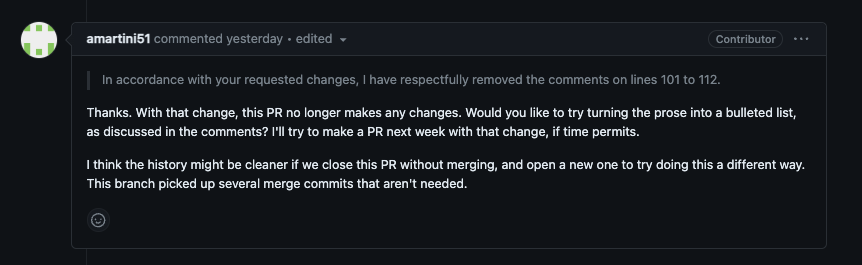 amartini51 commented yesterday • edited
Contributor
In accordance with your requested changes, I have respectfully removed the comments on lines 101 to 112.
Thanks. With that change, this PR no longer makes any changes. Would you like to try turning the prose into a bulleted list,
as discussed in the comments? I'll try to make a PR next week with that change, if time permits.
I think the history might be cleaner if we close this PR without merging, and open a new one to try doing this a different way.
This branch picked up several merge commits that aren't needed.